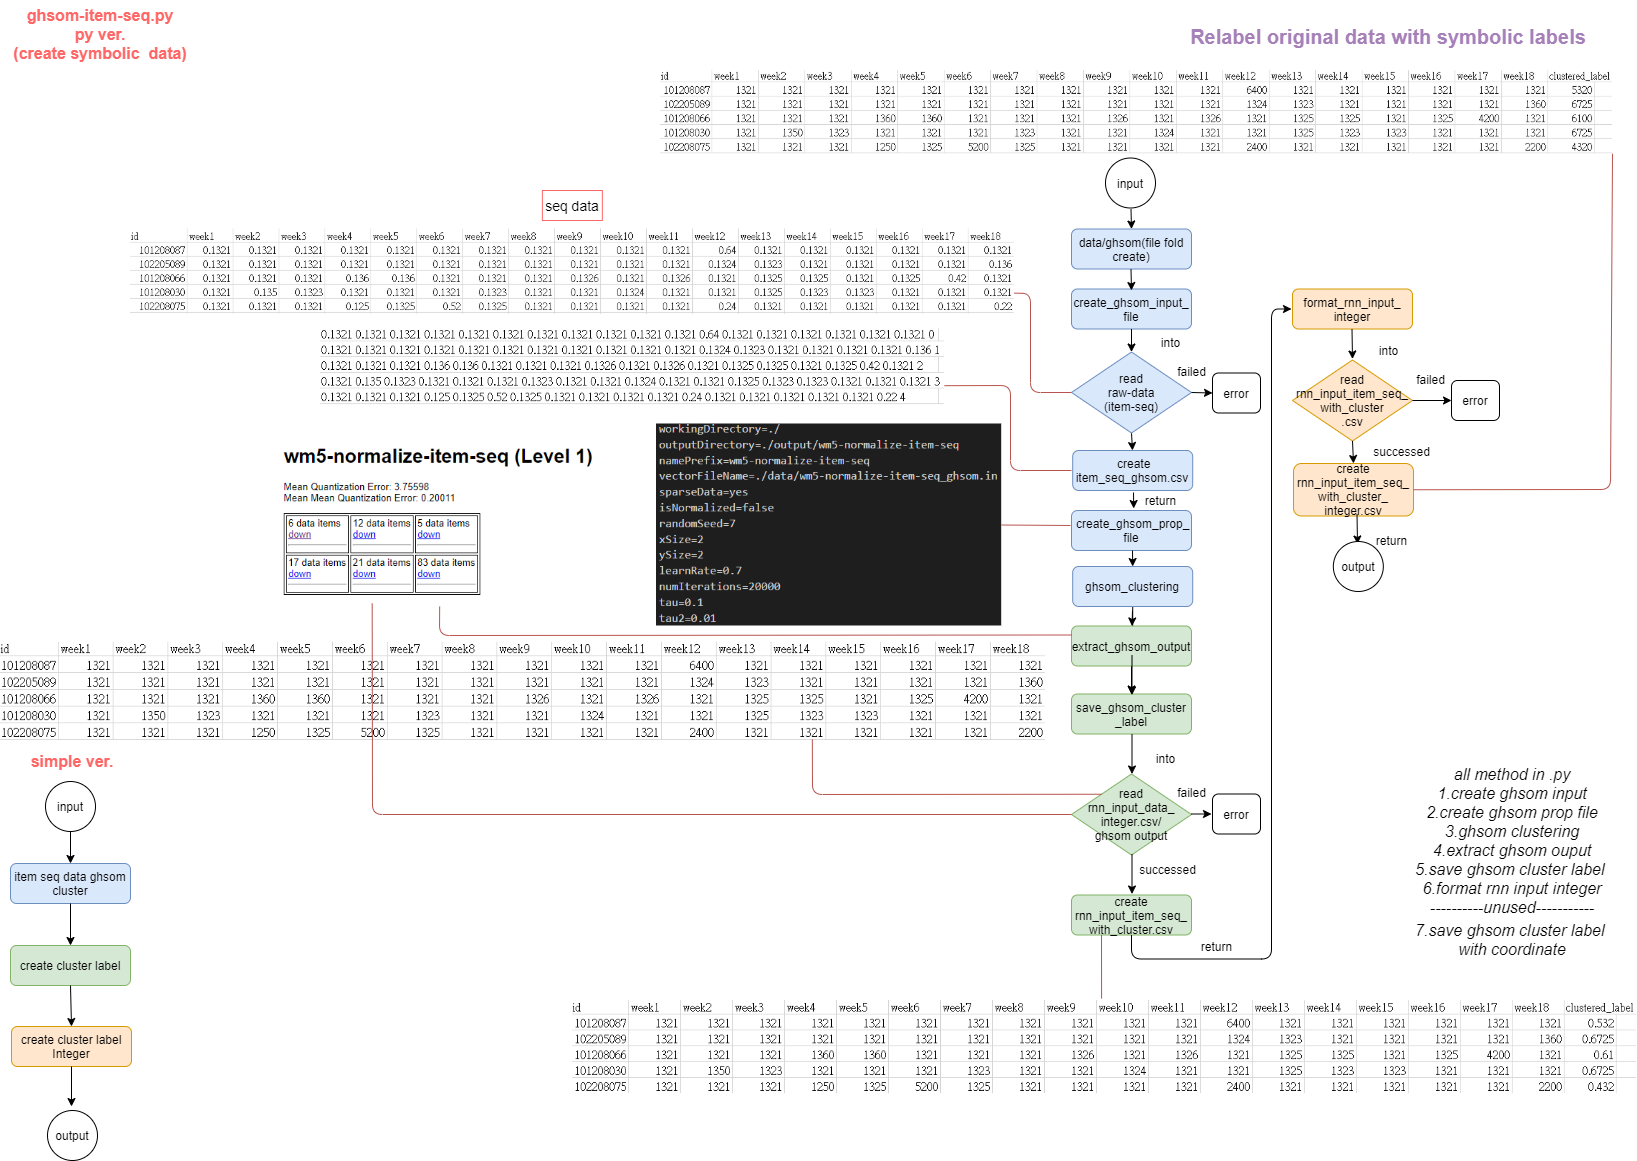 ghsom-item-seq.py
py ver.
(create symbolic  data)
Relabel original data with symbolic labels
id week1 week2 week3 week4 week5 week6 week7 week8 week9 week10 week11 week12 week13 week14 week15 week16 week17 week18 clustered_label
101208087 1321 1321 1321 1321 1321 1321 1321 1321 1321 1321 1321 6400 1321 1321 1321 1321 1321 1321 5320
102205089 1321 1321 1321 1321 1321 1321 1321 1321 1321 1321 1321 1324 1323 1321 1321 1321 1321 1360 6725
101208066 1321 1321 1321 1360 1360 1321 1321 1321 1326 1321 1326 1321 1325 1325 1321 1325 4200 1321 6100
101208030 1321 1350 1323 1321 1321 1321 1323 1321 1321 1324 1321 1321 1325 1323 1323 1321 1321 1321 6725
102208075 1321 1321 1321 1250 1325 5200 1325 1321 1321 1321 1321 2400 1321 1321 1321 1321 1321 2200 4320
input
seq data
id week1 week2 week3 week4 week5 week6 week7 week8 week9 week10 week11 week12 week13 week14 week15 week16 week17 week18
101208087 0.1321 0.1321 0.1321 0.1321 0.1321 0.1321 0.1321 0.1321 0.1321 0.1321 0.1321 0.64 0.1321 0.1321 0.1321 0.1321 0.1321 0.1321
102205089 0.1321 0.1321 0.1321 0.1321 0.1321 0.1321 0.1321 0.1321 0.1321 0.1321 0.1321 0.1324 0.1323 0.1321 0.1321 0.1321 0.1321 0.136
101208066 0.1321 0.1321 0.1321 0.136 0.136 0.1321 0.1321 0.1321 0.1326 0.1321 0.1326 0.1321 0.1325 0.1325 0.1321 0.1325 0.42 0.1321
101208030 0.1321 0.135 0.1323 0.1321 0.1321 0.1321 0.1323 0.1321 0.1321 0.1324 0.1321 0.1321 0.1325 0.1323 0.1323 0.1321 0.1321 0.1321
102208075 0.1321 0.1321 0.1321 0.125 0.1325 0.52 0.1325 0.1321 0.1321 0.1321 0.1321 0.24 0.1321 0.1321 0.1321 0.1321 0.1321 0.22
0.1321 0.1321 0.1321 0.1321 0.1321 0.1321 0.1321 0.1321 0.1321 0.1321 0.1321 0.64 0.1321 0.1321 0.1321 0.1321 0.1321 0.1321 0
0.1321 0.1321 0.1321 0.1321 0.1321 0.1321 0.1321 0.1321 0.1321 0.1321 0.1321 0.1324 0.1323 0.1321 0.1321 0.1321 0.1321 0.136 1
0.1321 0.1321 0.1321 0.136 0.136 0.1321 0.1321 0.1321 0.1326 0.1321 0.1326 0.1321 0.1325 0.1325 0.1321 0.1325 0.42 0.1321 2
0.1321 0.135 0.1323 0.1321 0.1321 0.1321 0.1323 0.1321 0.1321 0.1324 0.1321 0.1321 0.1325 0.1323 0.1323 0.1321 0.1321 0.1321 3
0.1321 0.1321 0.1321 0.125 0.1325 0.52 0.1325 0.1321 0.1321 0.1321 0.1321 0.24 0.1321 0.1321 0.1321 0.1321 0.1321 0.22 4
data/ghsom(file fold
create)
create_ghsom_input_
file
into
read
raw-data
(item-seq)
failed
error
create
item_seq_ghsom.csv
return
create_ghsom_prop_
file
ghsom_clustering
extract_ghsom_output
save_ghsom_cluster
_label
into
read
rnn_input_data_
integer.csv/
ghsom output
failed
error
successed
create
rnn_input_item_seq_
with_cluster.csv
return
format_rnn_input_
integer
into
read
rnn_input_item_seq_
with_cluster
.csv
failed
error
successed
create
rnn_input_item_seq_
with_cluster_
integer.csv
return
output
workingDirectory=./
outputDirectory=./output/wm5-normalize-item-seq
namePrefix=wm5-normalize-item-seq
vectorFileName=./data/wm5-normalize-item-seq_ghsom.in
sparseData=yes
isNormalized=false
randomSeed=7
xSize=2
ySize=2
learnRate=0.7
numIterations=20000
tau=0.1
tau2=0.01
wm5-normalize-item-seq (Level 1)
Mean Quantization Error: 3.75598
Mean Mean Quantization Error: 0.20011
6 data items 12 data items 5 data items
down down down
17 data items 21 data items 83 data items
down down down
id week1 week2 week3 week4 week5 week6 week7 week8 week9 week10 week11 week12 week13 week14 week15 week16 week17 week18
101208087 1321 1321 1321 1321 1321 1321 1321 1321 1321 1321 1321 6400 1321 1321 1321 1321 1321 1321
102205089 1321 1321 1321 1321 1321 1321 1321 1321 1321 1321 1321 1324 1323 1321 1321 1321 1321 1360
101208066 1321 1321 1321 1360 1360 1321 1321 1321 1326 1321 1326 1321 1325 1325 1321 1325 4200 1321
101208030 1321 1350 1323 1321 1321 1321 1323 1321 1321 1324 1321 1321 1325 1323 1323 1321 1321 1321
102208075 1321 1321 1321 1250 1325 5200 1325 1321 1321 1321 1321 2400 1321 1321 1321 1321 1321 2200
simple ver.
input
item seq data ghsom
cluster
create cluster label
create cluster label
Integer
output
all method in .py
1.create ghsom input
2.create ghsom prop file
3.ghsom clustering
4.extract ghsom ouput
5.save ghsom cluster label
6.format rnn input integer
----------unused-----------
7.save ghsom cluster label
with coordinate
id week1 week2 week3 week4 week5 week6 week7 week8 week9 week10 week11 week12 week13 week14 week15 week16 week17 week18 clustered_label
101208087 1321 1321 1321 1321 1321 1321 1321 1321 1321 1321 1321 6400 1321 1321 1321 1321 1321 1321 0.532
102205089 1321 1321 1321 1321 1321 1321 1321 1321 1321 1321 1321 1324 1323 1321 1321 1321 1321 1360 0.6725
101208066 1321 1321 1321 1360 1360 1321 1321 1321 1326 1321 1326 1321 1325 1325 1321 1325 4200 1321 0.61
101208030 1321 1350 1323 1321 1321 1321 1323 1321 1321 1324 1321 1321 1325 1323 1323 1321 1321 1321 0.6725
102208075 1321 1321 1321 1250 1325 5200 1325 1321 1321 1321 1321 2400 1321 1321 1321 1321 1321 2200 0.432